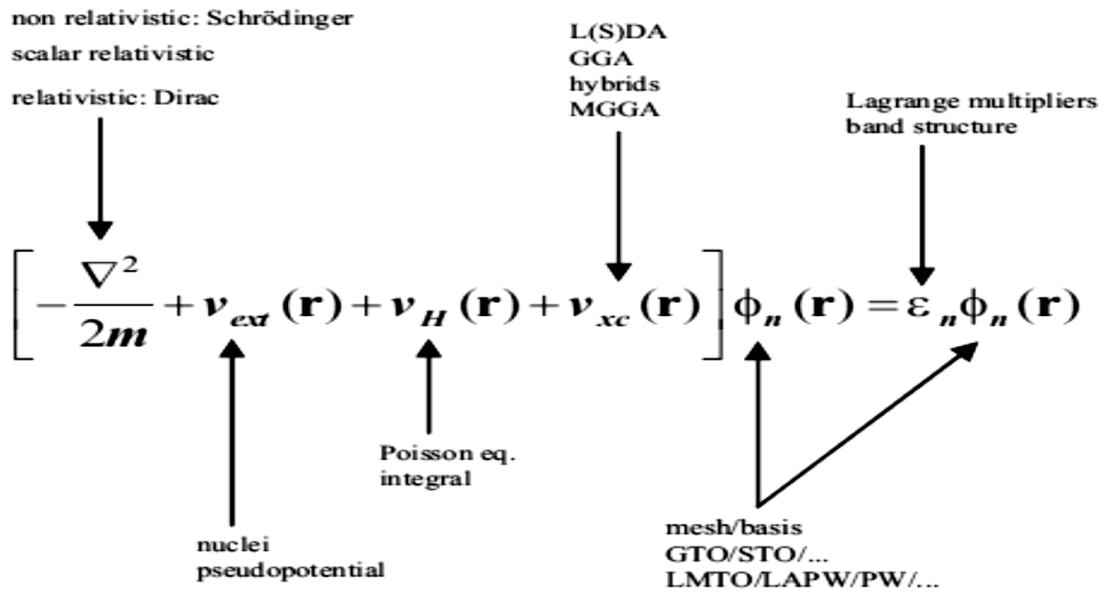 non relativistic: Schrödinger
scalar relativistic
relativistic: Dirac
L(S)DA
GGA
hybrids
MGGA
Lagrange multipliers
band structure
[-∇²/2m + v_ext (r) + v_H (r) + v_xc (r)] ϕ_n (r) = ε_n ϕ_n (r)
Poisson eq.
integral
nuclei
pseudopotential
mesh/basis
GTO/STO/...
LMTO/LAPW/PW/...